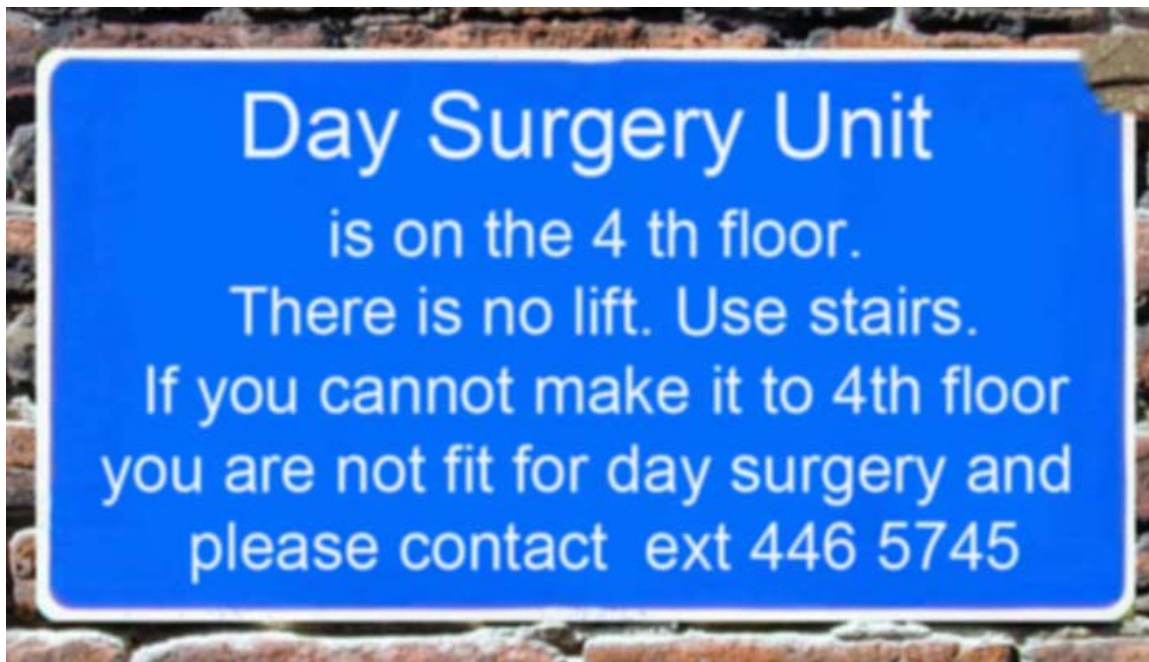 Day Surgery Unit
is on the 4 th floor.
There is no lift. Use stairs.
If you cannot make it to 4th floor
you are not fit for day surgery and
please contact ext 446 5745